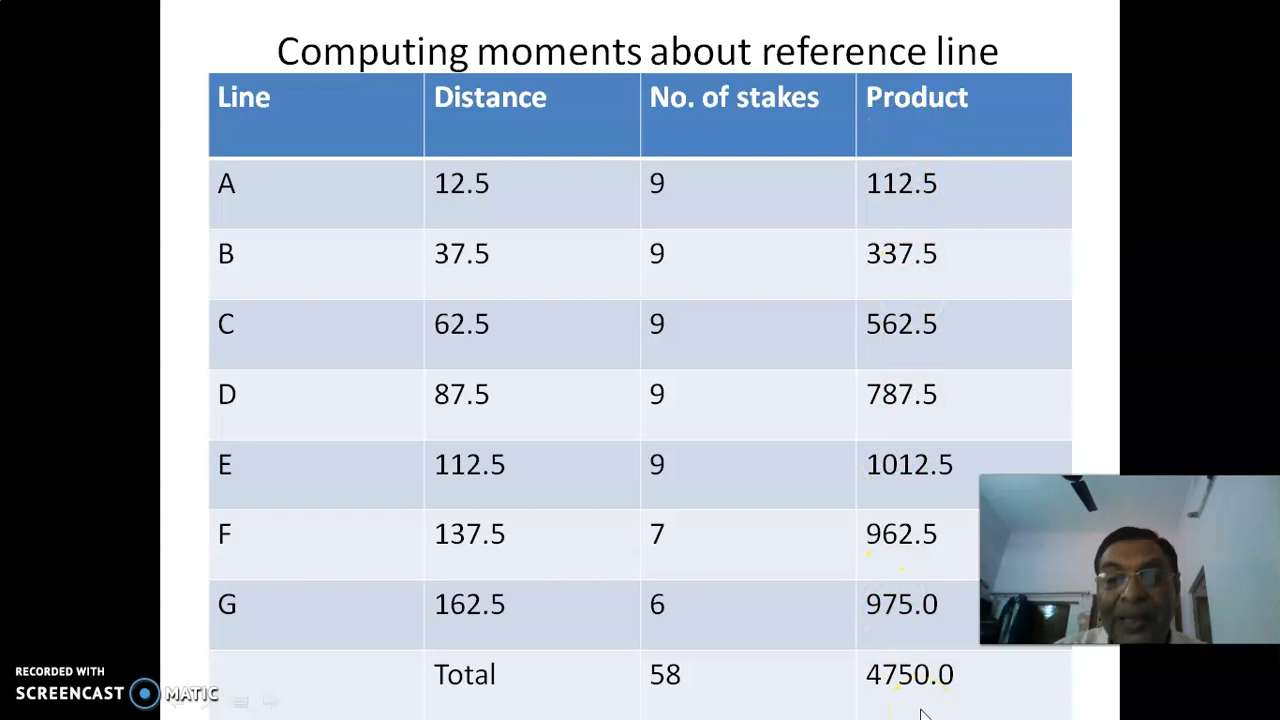 Computing moments about reference line
Line Distance No. of stakes Product
A 12.5 9 112.5
B 37.5 9 337.5
C 62.5 9 562.5
D 87.5 9 787.5
E 112.5 9 1012.5
F 137.5 7 962.5
G 162.5 6 975.0
Total 58 4750.0
RECORDED WITH
SCREENCAST MATIC